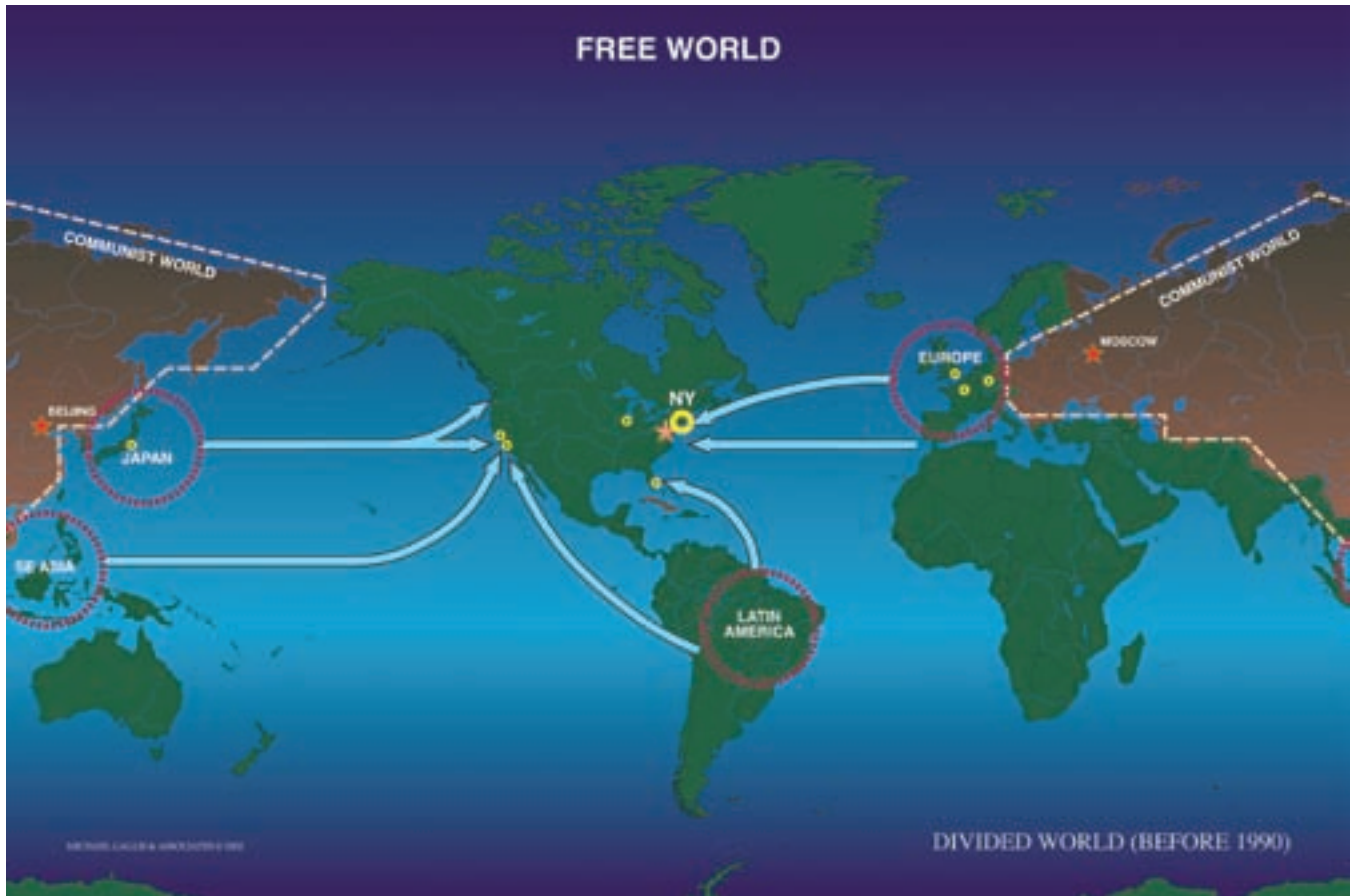 FREE WORLD
COMMUNIST WORLD
COMMUNIST WORLD
MOSCOW
EUROPE
NY
BEIJING
JAPAN
SE ASIA
LATIN
AMERICA
DIVIDED WORLD (BEFORE 1990)
& ASSOCIATES